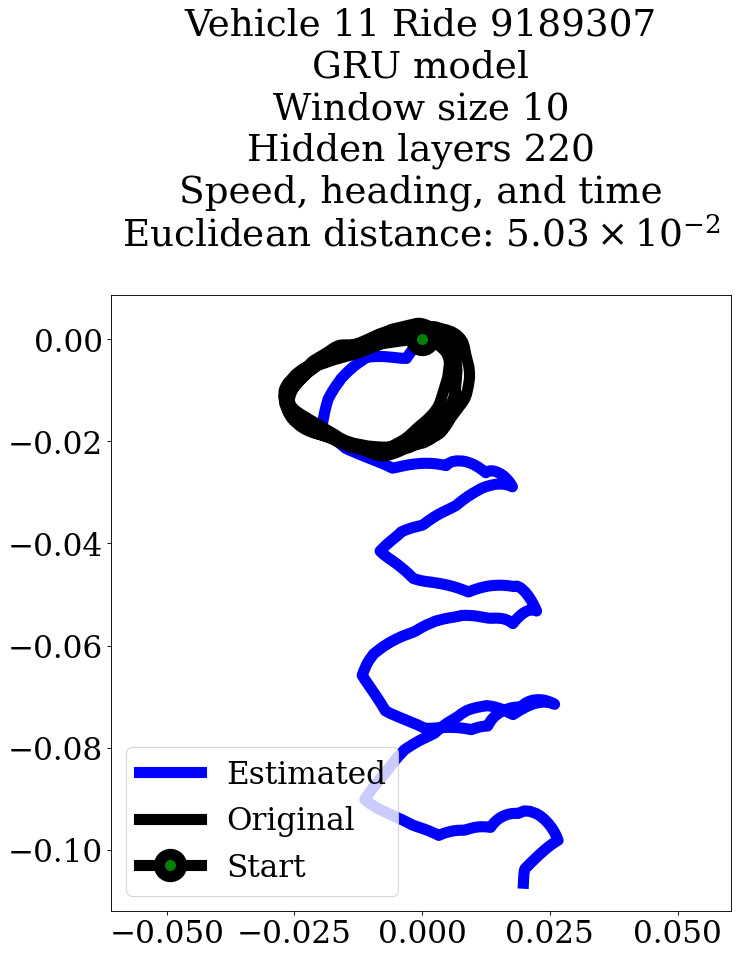 Vehicle 11 Ride 9189307
GRU model
Window size 10
Hidden layers 220
Speed, heading, and time
Euclidean distance: 5.03 × 10⁻²
0.00
−0.02
−0.04
−0.06
−0.08
−0.10
Estimated
Original
Start
−0.050 −0.025 0.000 0.025 0.050